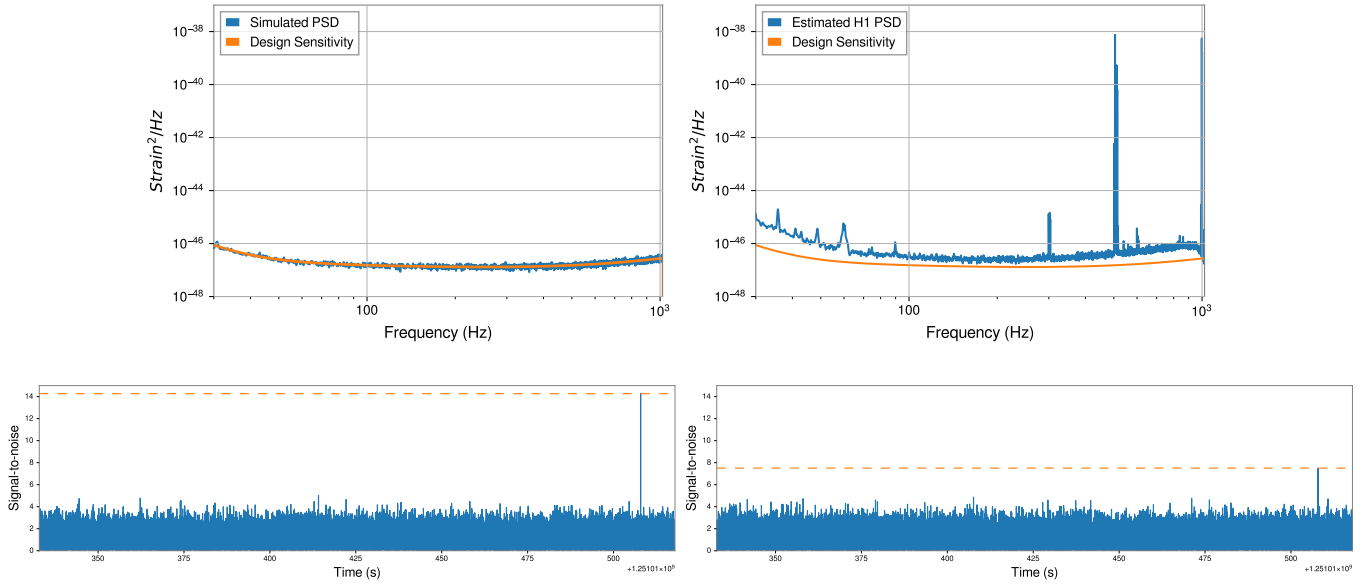 Simulated PSD
Design Sensitivity
10⁻³⁸
10⁻⁴⁰
10⁻⁴²
10⁻⁴⁴
10⁻⁴⁶
10⁻⁴⁸
Strain²/Hz
100
10³
Frequency (Hz)
Estimated H1 PSD
Design Sensitivity
10⁻³⁸
10⁻⁴⁰
10⁻⁴²
10⁻⁴⁴
10⁻⁴⁶
10⁻⁴⁸
Strain²/Hz
100
10³
Frequency (Hz)
14
12
10
8
6
4
2
0
Signal-to-noise
350 375 400 425 450 475 500
Time (s)
+1.25101×10⁹
14
12
10
8
6
4
2
0
Signal-to-noise
350 375 400 425 450 475 500
Time (s)
+1.25101×10⁹